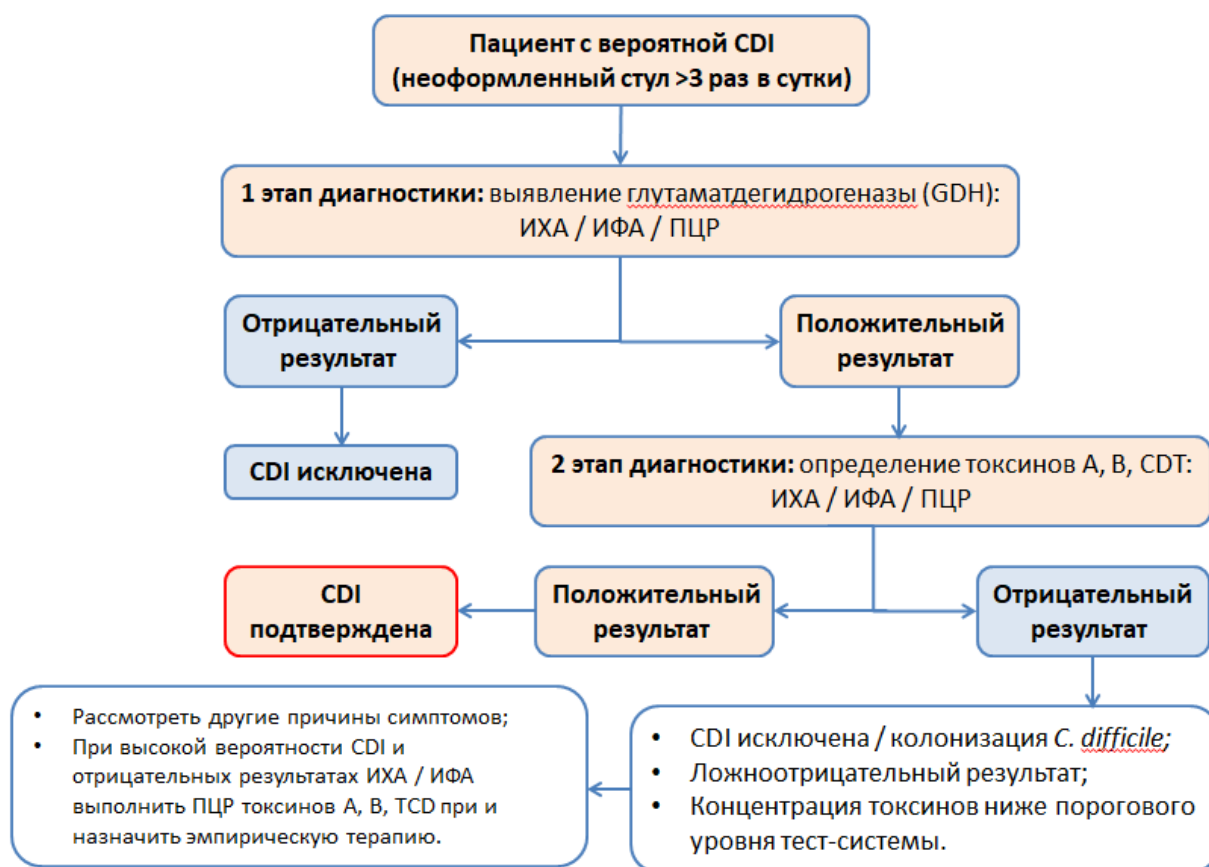 Пациент с вероятной CDI
(неоформленный стул >3 раз в сутки)
1 этап диагностики: выявление глутаматдегидрогеназы (GDH):
ИХА / ИФА / ПЦР
Отрицательный
результат
Положительный
результат
CDI исключена
2 этап диагностики: определение токсинов А, В, CDT:
ИХА / ИФА / ПЦР
CDI
подтверждена
Положительный
результат
Отрицательный
результат
• Рассмотреть другие причины симптомов;
• При высокой вероятности CDI и
отрицательных результатах ИХА / ИФА
выполнить ПЦР токсинов А, В, TCD при и
назначить эмпирическую терапию.
• CDI исключена / колонизация C. difficile;
• Ложноотрицательный результат;
• Концентрация токсинов ниже порогового
уровня тест-системы.